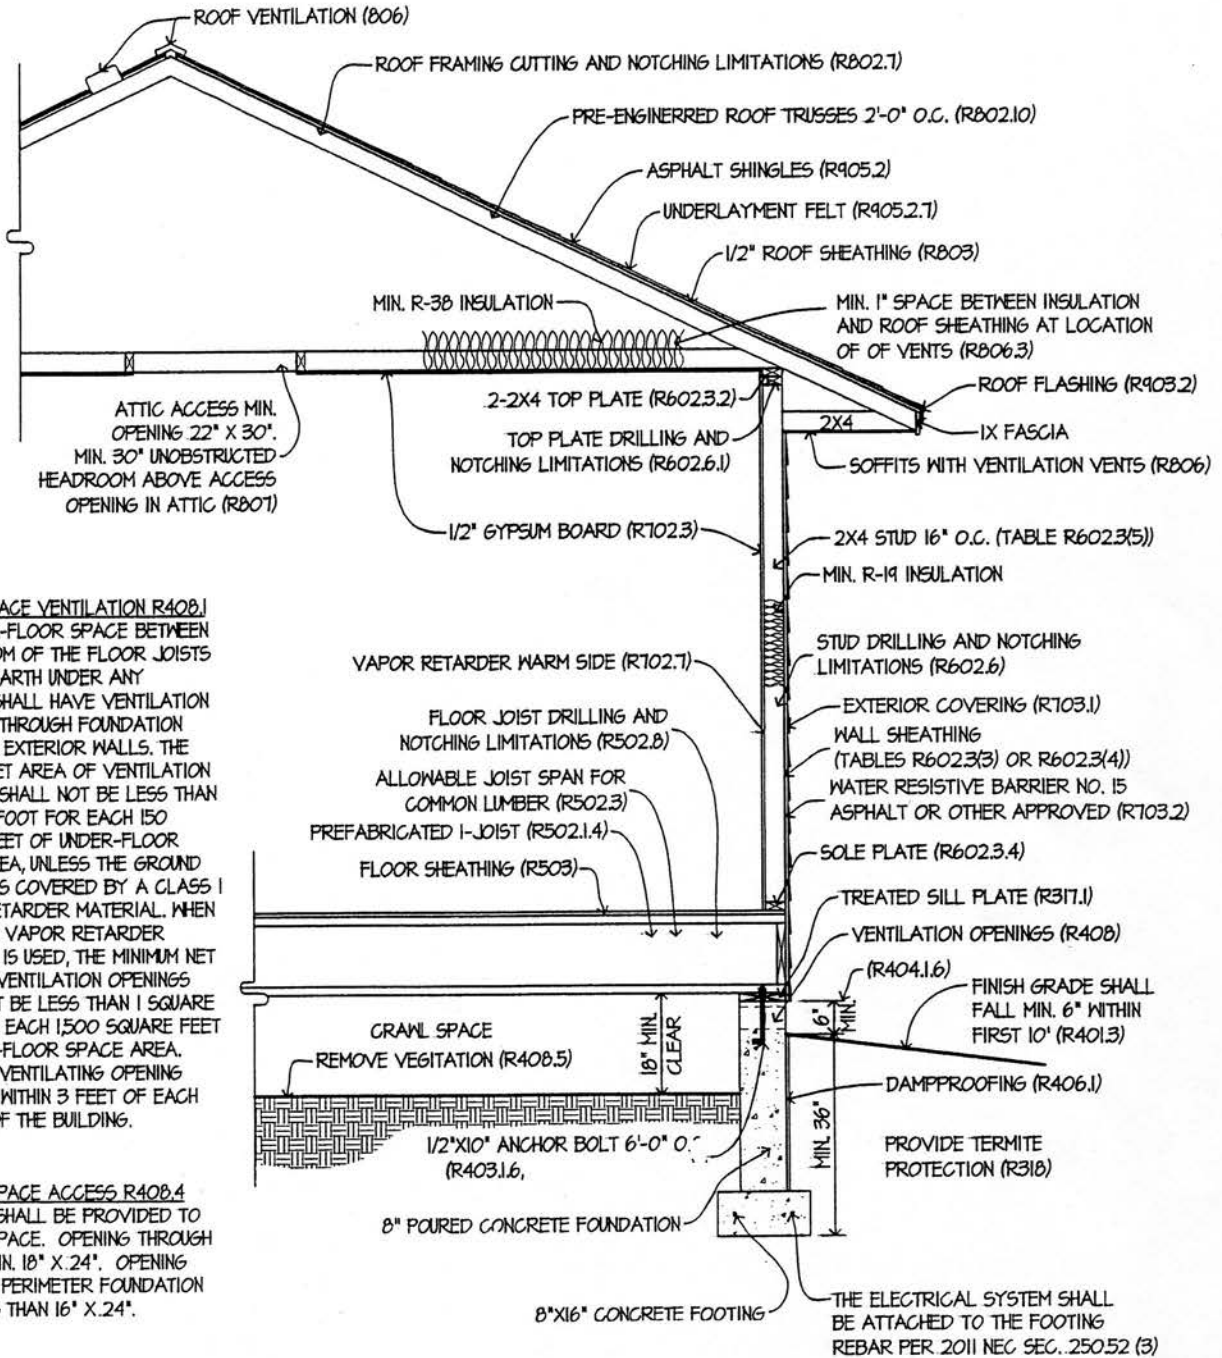 ROOF VENTILATION (806)
ROOF FRAMING CUTTING AND NOTCHING LIMITATIONS (R802.7)
PRE-ENGINERRED ROOF TRUSSES 2'-0" O.C. (R802.10)
ASPHALT SHINGLES (R905.2)
UNDERLAYMENT FELT (R905.2.7)
1/2" ROOF SHEATHING (R803)
MIN. R-38 INSULATION
MIN. 1" SPACE BETWEEN INSULATION
AND ROOF SHEATHING AT LOCATION
OF OF VENTS (R806.3)
ROOF FLASHING (R903.2)
2-2X4 TOP PLATE (R602.3.2)
ATTIC ACCESS MIN.
OPENING 22" X 30".
MIN. 30" UNOBSTRUCTED
HEADROOM ABOVE ACCESS
OPENING IN ATTIC (R807)
TOP PLATE DRILLING AND
NOTCHING LIMITATIONS (R602.6.1)
2X4
1X FASCIA
SOFFITS WITH VENTILATION VENTS (R806)
1/2" GYPSUM BOARD (R702.3)
2X4 STUD 16" O.C. (TABLE R602.3(5))
MIN. R-19 INSULATION
ACE VENTILATION R408.1
-FLOOR SPACE BETWEEN
OM OF THE FLOOR JOISTS
ARTH UNDER ANY
SHALL HAVE VENTILATION
THROUGH FOUNDATION
EXTERIOR WALLS. THE
ET AREA OF VENTILATION
SHALL NOT BE LESS THAN
FOOT FOR EACH 150
EET OF UNDER-FLOOR
EA, UNLESS THE GROUND
S COVERED BY A CLASS 1
ETARDER MATERIAL. WHEN
VAPOR RETARDER
IS USED, THE MINIMUM NET
VENTILATION OPENINGS
T BE LESS THAN 1 SQUARE
EACH 1,500 SQUARE FEET
-FLOOR SPACE AREA.
VENTILATING OPENING
WITHIN 3 FEET OF EACH
OF THE BUILDING.
PACE ACCESS R408.4
SHALL BE PROVIDED TO
PACE. OPENING THROUGH
IN. 18" X 24". OPENING
PERIMETER FOUNDATION
THAN 16" X 24".
VAPOR RETARDER WARM SIDE (R702.7)
STUD DRILLING AND NOTCHING
LIMITATIONS (R602.6)
FLOOR JOIST DRILLING AND
NOTCHING LIMITATIONS (R502.8)
EXTERIOR COVERING (R703.1)
WALL SHEATHING
(TABLES R602.3(3) OR R602.3(4))
ALLOWABLE JOIST SPAN FOR
COMMON LUMBER (R502.3)
WATER RESISTIVE BARRIER NO. 15
ASPHALT OR OTHER APPROVED (R703.2)
PREFABRICATED I-JOIST (R502.1.4)
FLOOR SHEATHING (R503)
SOLE PLATE (R602.3.4)
TREATED SILL PLATE (R317.1)
VENTILATION OPENINGS (R408)
(R404.1.6)
6"
MIN
FINISH GRADE SHALL
FALL MIN. 6" WITHIN
FIRST 10' (R401.3)
CRAWL SPACE
REMOVE VEGITATION (R408.5)
18" MIN.
CLEAR
DAMPPROOFING (R406.1)
MIN. 36"
1/2"X10" ANCHOR BOLT 6'-0" O.
(R403.1.6,
PROVIDE TERMITE
PROTECTION (R318)
8" POURED CONCRETE FOUNDATION
8"X16" CONCRETE FOOTING
THE ELECTRICAL SYSTEM SHALL
BE ATTACHED TO THE FOOTING
REBAR PER 2011 NEC SEC. 250.52 (3)